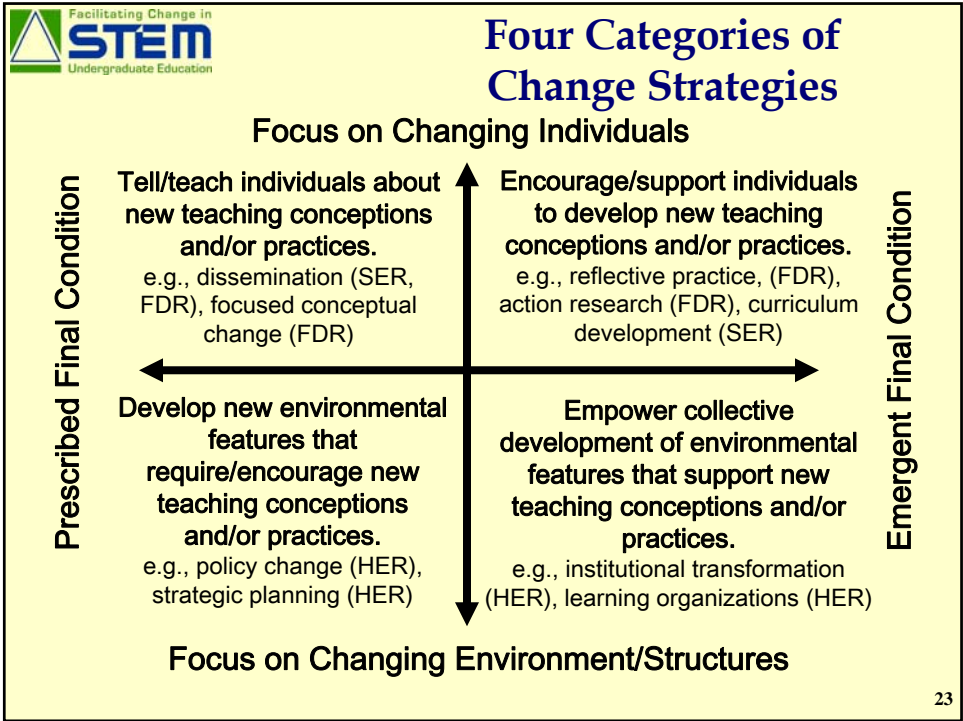 Facilitating Change in
STEM
Undergraduate Education
Four Categories of
Change Strategies
Focus on Changing Individuals
Prescribed Final Condition
Tell/teach individuals about
new teaching conceptions
and/or practices.
e.g., dissemination (SER,
FDR), focused conceptual
change (FDR)
Encourage/support individuals
to develop new teaching
conceptions and/or practices.
e.g., reflective practice, (FDR),
action research (FDR), curriculum
development (SER)
Emergent Final Condition
Develop new environmental
features that
require/encourage new
teaching conceptions
and/or practices.
e.g., policy change (HER),
strategic planning (HER)
Empower collective
development of environmental
features that support new
teaching conceptions and/or
practices.
e.g., institutional transformation
(HER), learning organizations (HER)
Focus on Changing Environment/Structures
23